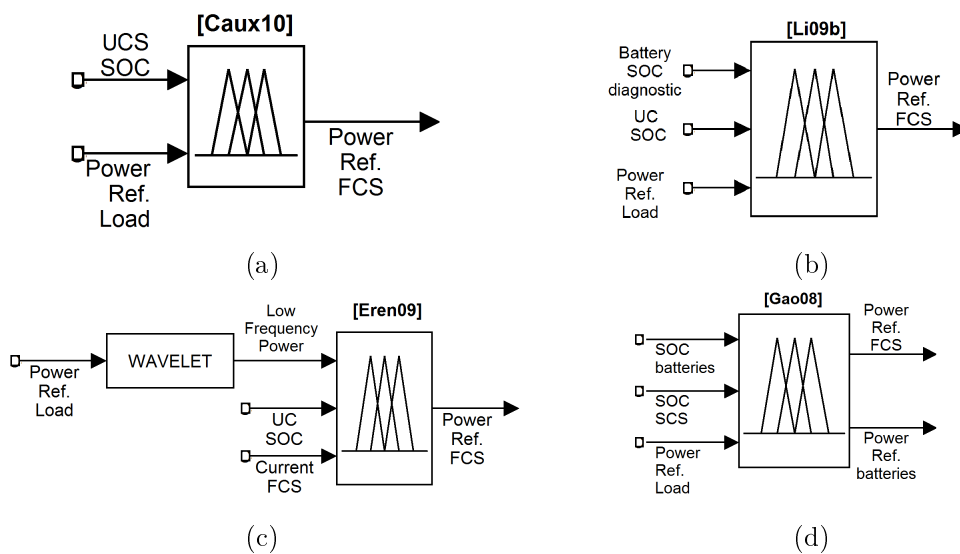 [Caux10]
UCS
SOC
Power
Ref.
Load
Power
Ref.
FCS
(a)
[Li09b]
Battery
SOC
diagnostic
UC
SOC
Power
Ref.
Load
Power
Ref.
FCS
(b)
[Eren09]
Low
Frequency
Power
WAVELET
Power
Ref.
Load
UC
SOC
Current
FCS
Power
Ref.
FCS
(c)
[Gao08]
SOC
batteries
SOC
SCS
Power
Ref.
Load
Power
Ref.
FCS
Power
Ref.
batteries
(d)